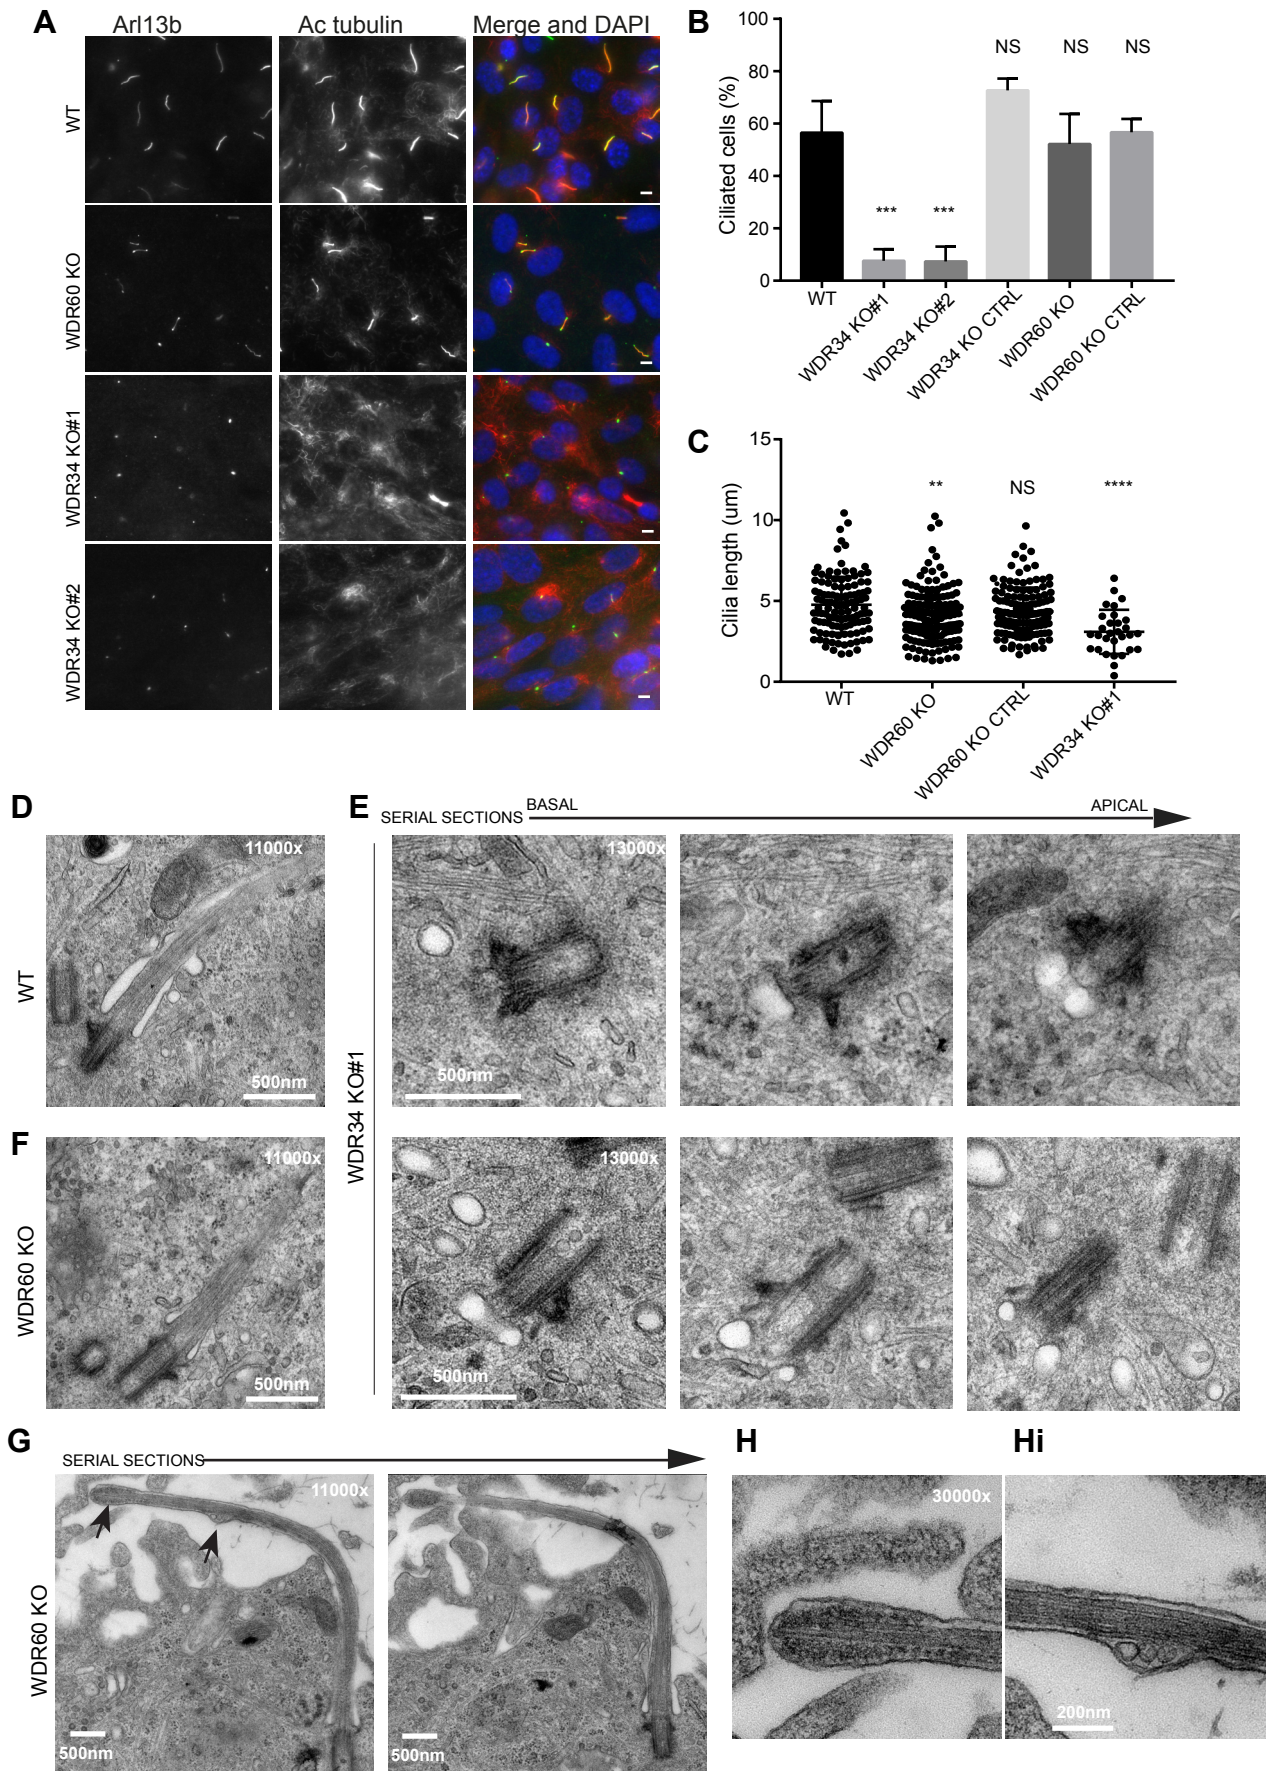 A
Arl13b
Ac tubulin
Merge and DAPI
WT
WDR60 KO
WDR34 KO#1
WDR34 KO#2
B
Ciliated cells (%)
100
80
60
40
20
0
***
***
NS
NS
NS
WT
WDR34 KO#1
WDR34 KO#2
WDR34 KO CTRL
WDR60 KO
WDR60 KO CTRL
C
Cilia length (um)
15
10
5
0
**
NS
****
WT
WDR60 KO
WDR60 KO CTRL
WDR34 KO#1
D
WT
11000x
500nm
E
SERIAL SECTIONS
BASAL
APICAL
WDR34 KO#1
13000x
500nm
13000x
500nm
F
WDR60 KO
11000x
500nm
G
SERIAL SECTIONS
WDR60 KO
11000x
500nm
500nm
H
30000x
Hi
200nm